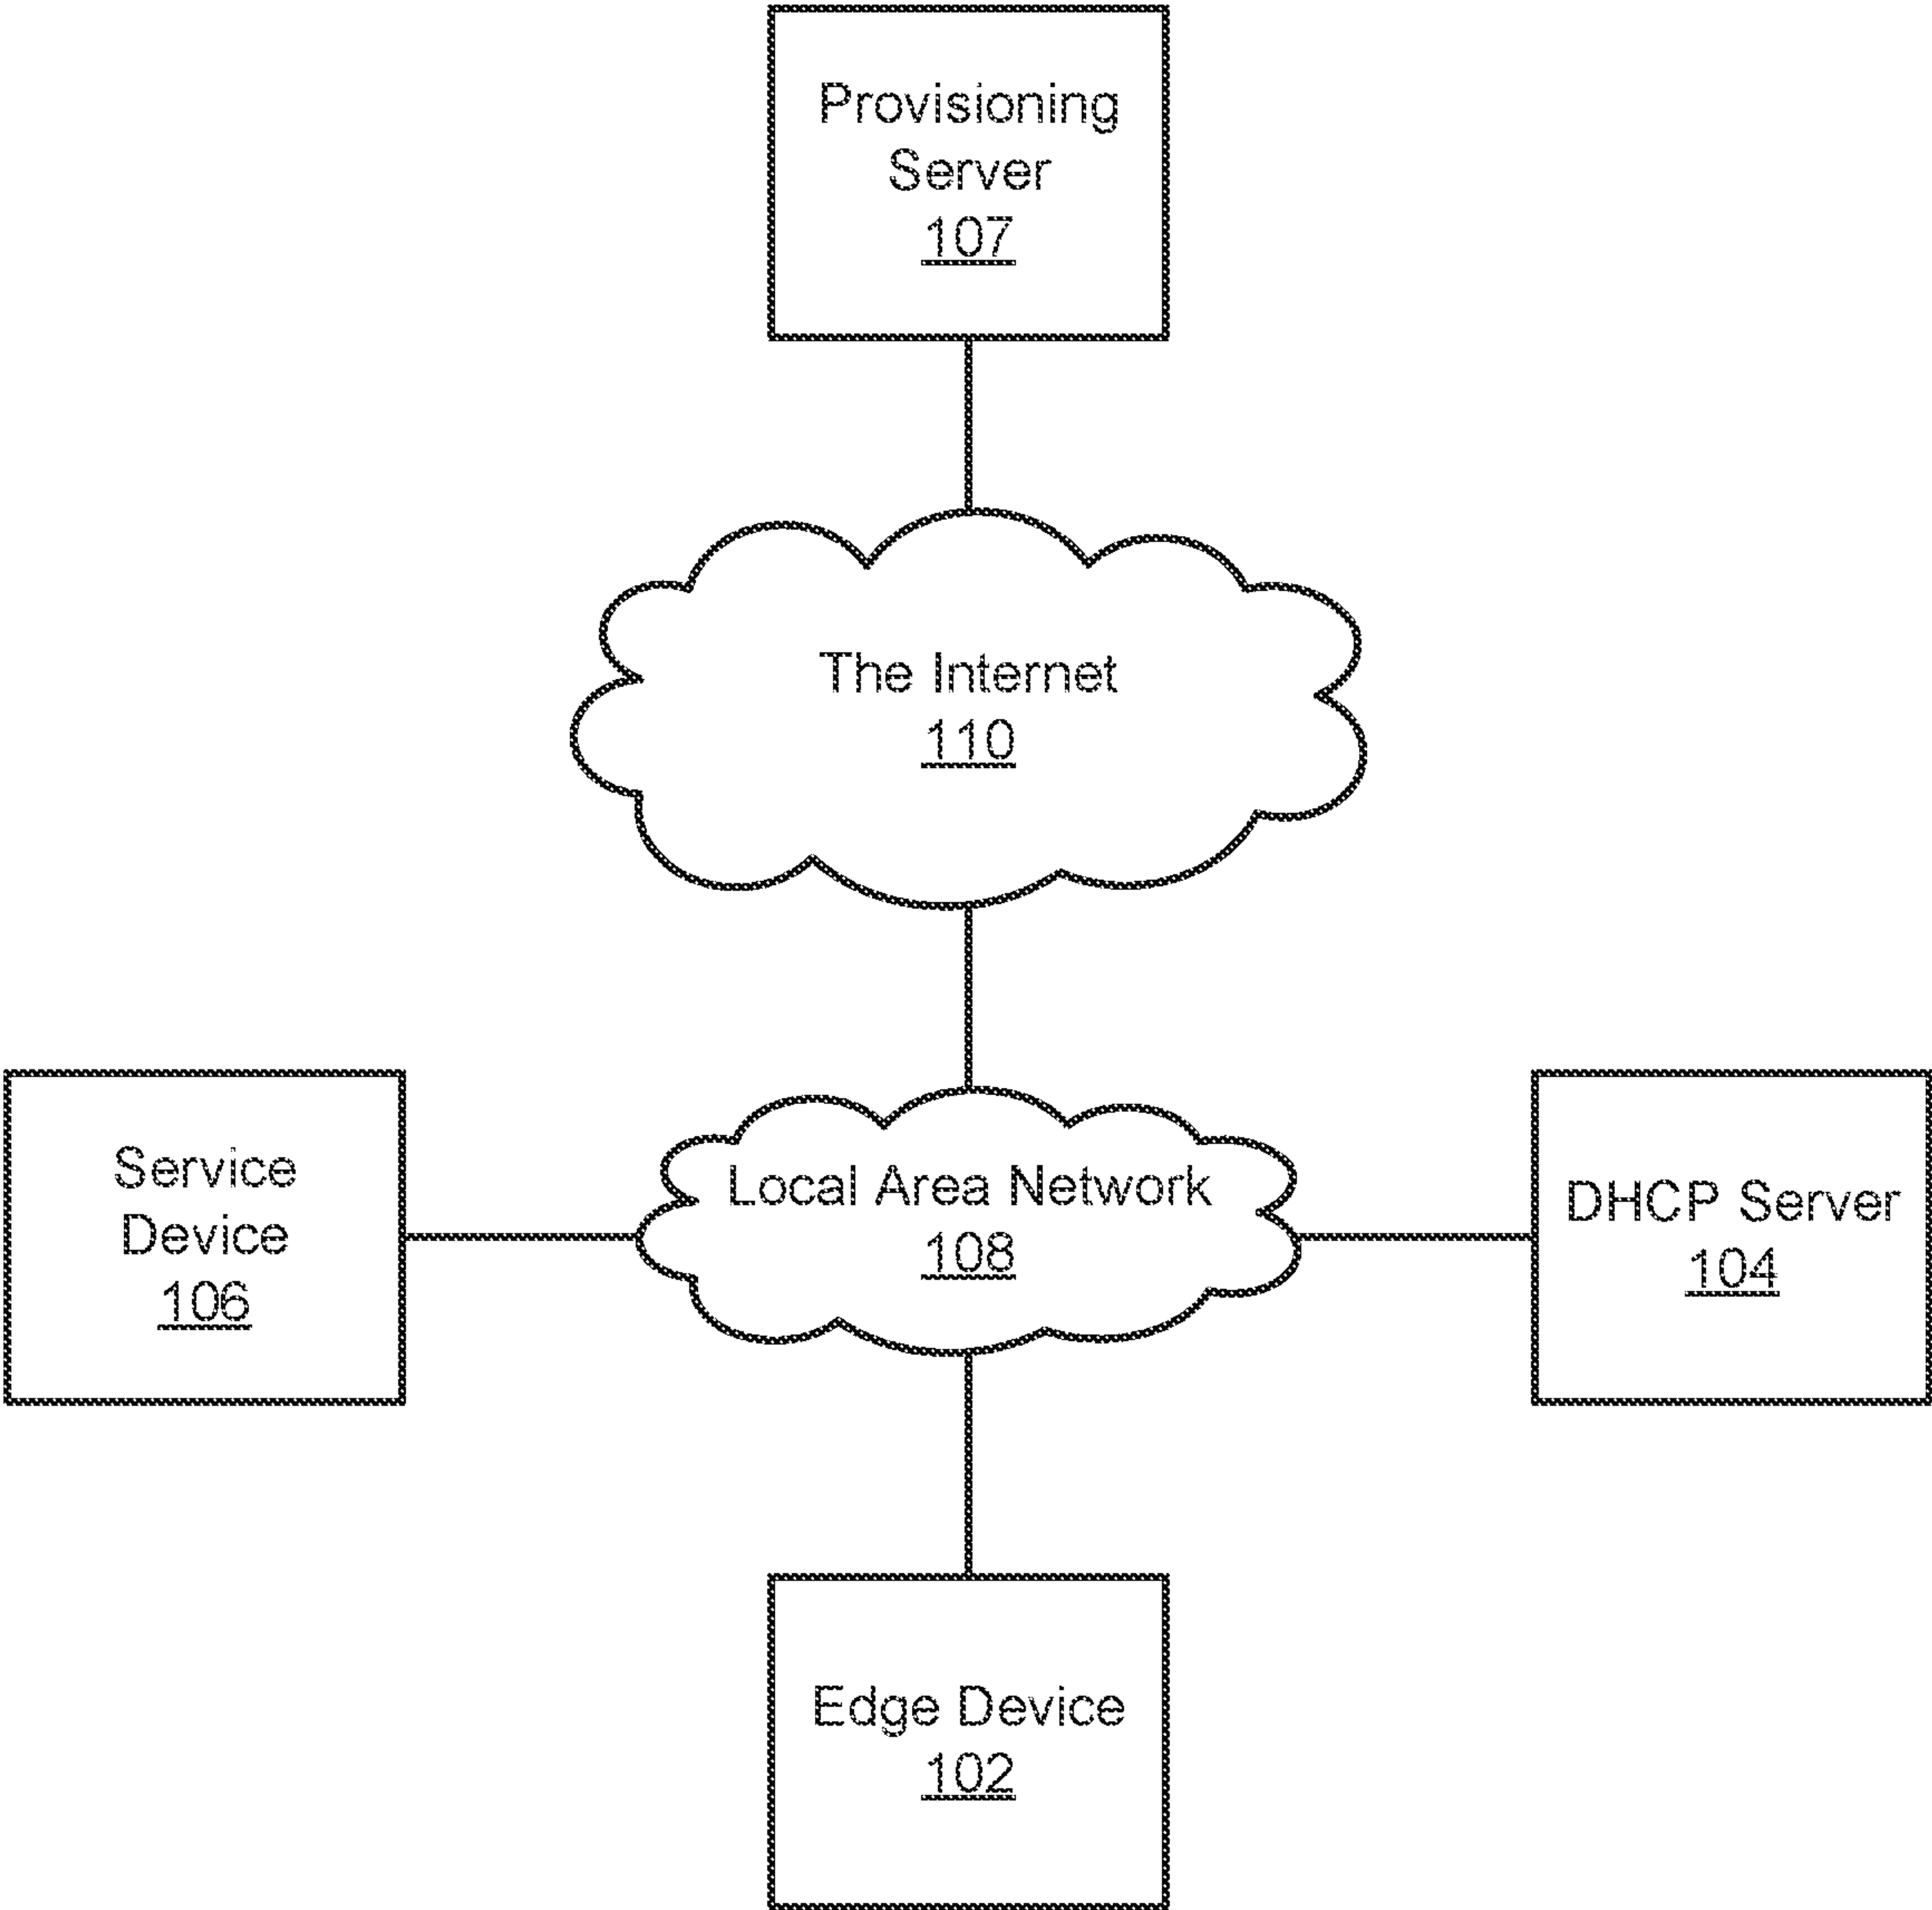 Provisioning
Server
107
The Internet
110
Service
Device
106
Local Area Network
108
DHCP Server
104
Edge Device
102